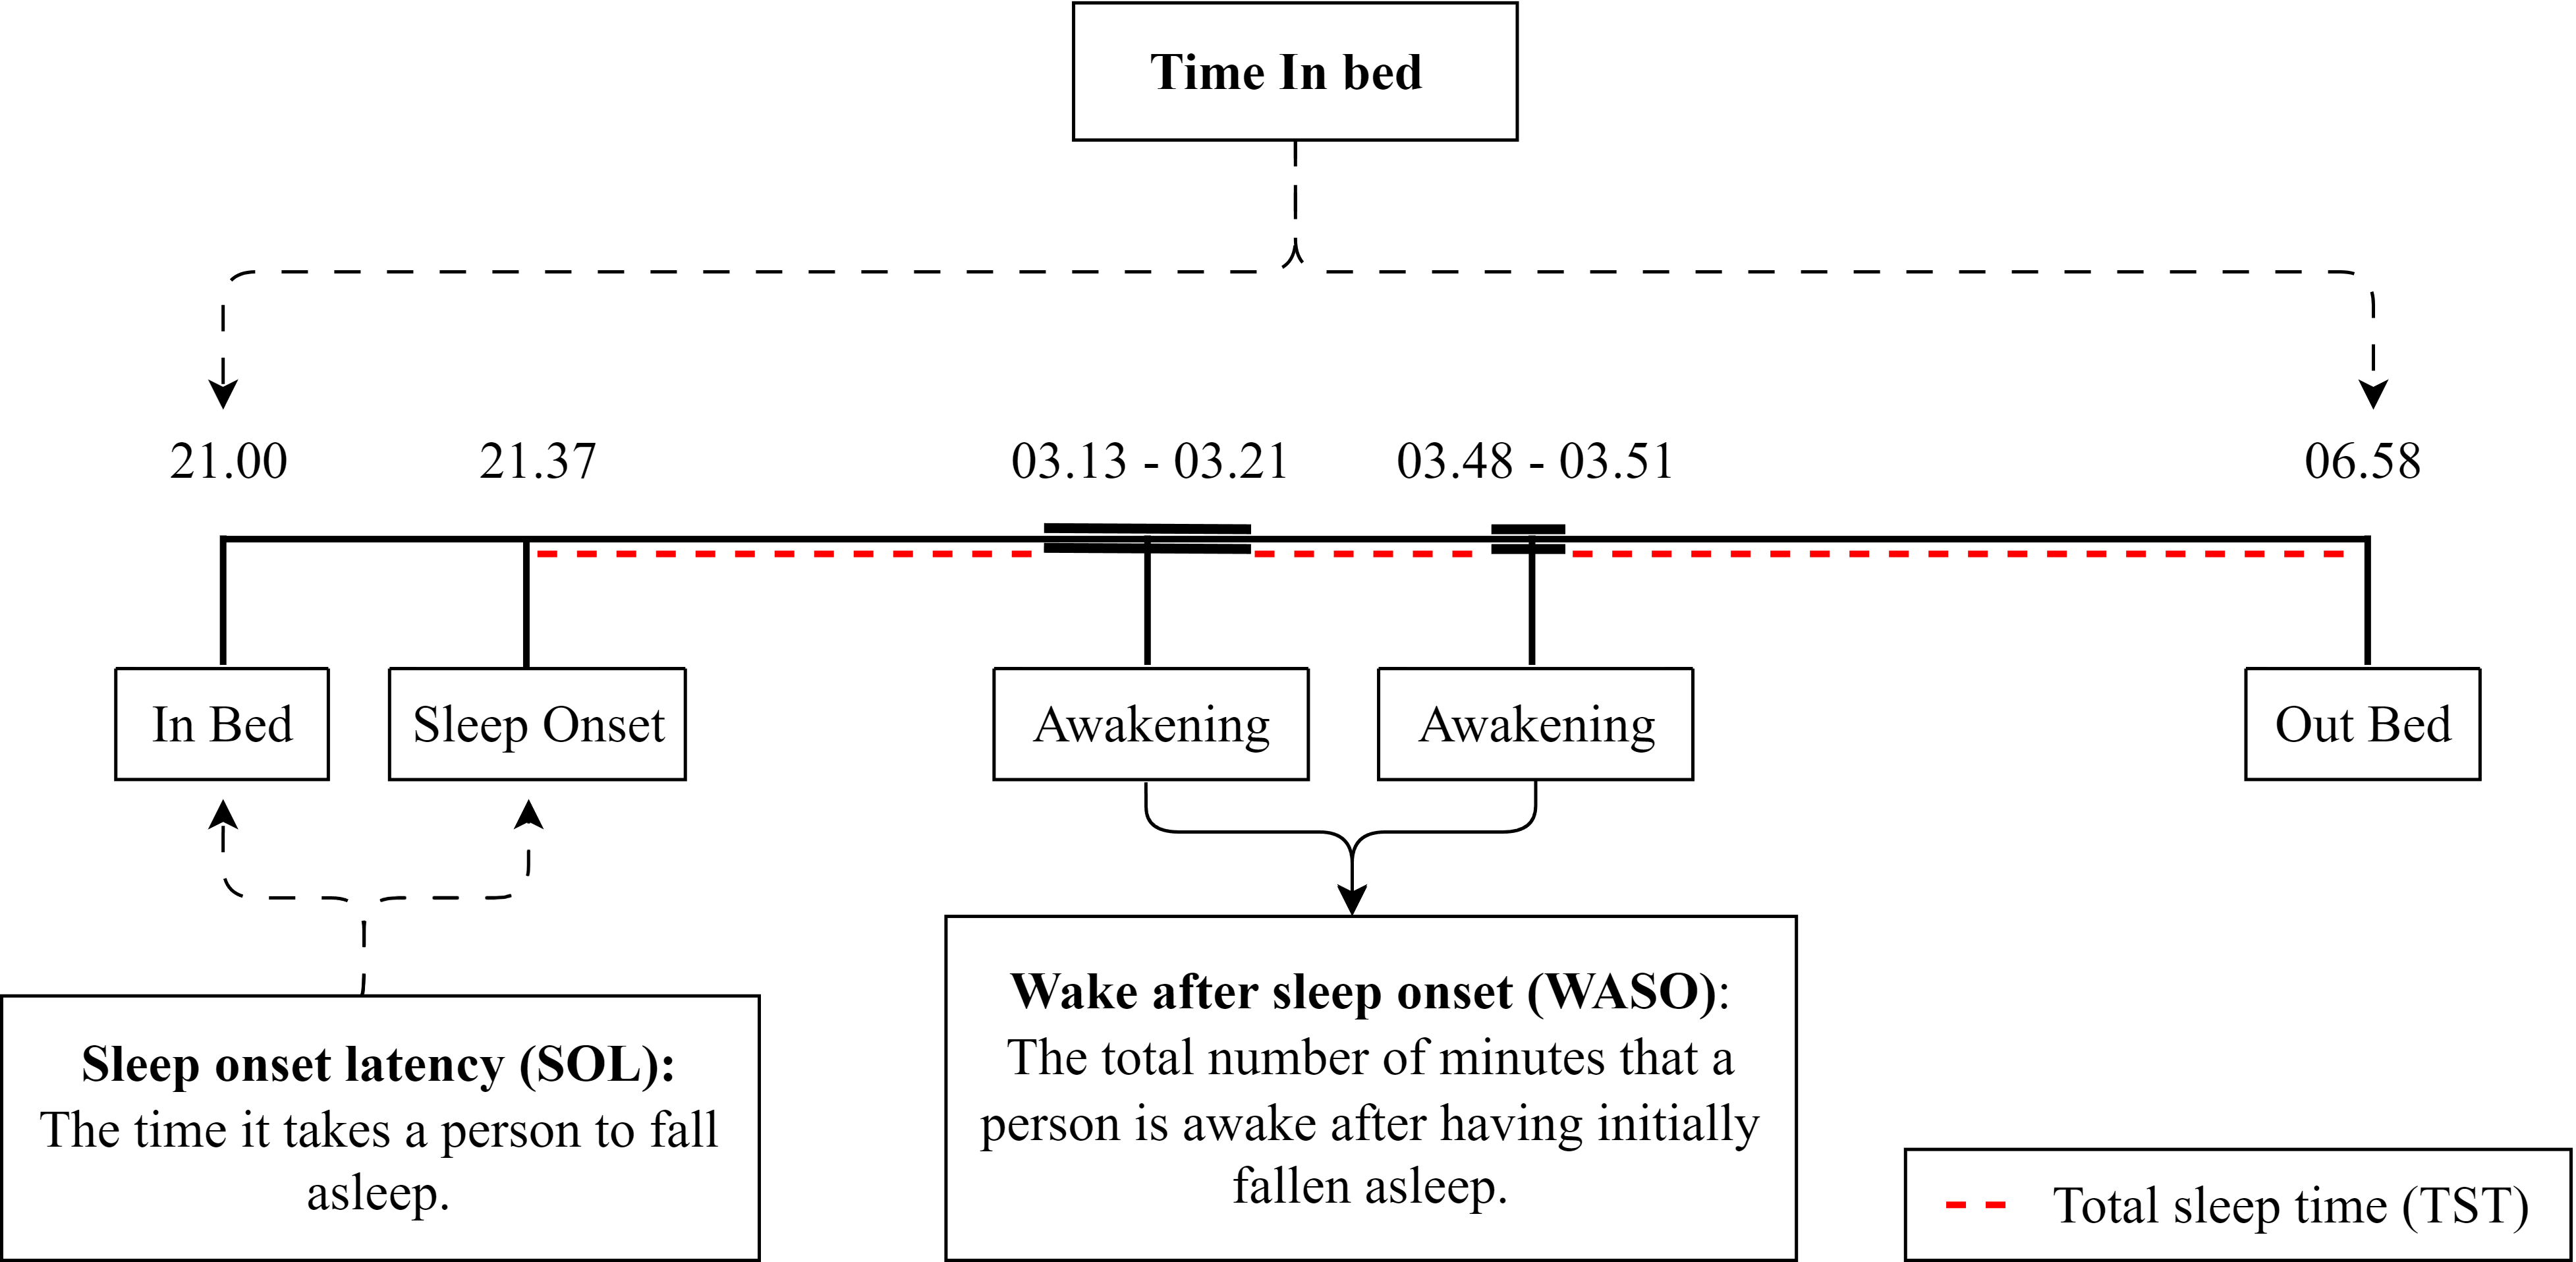 Time In bed
21.00
21.37
03.13 - 03.21
03.48 - 03.51
06.58
In Bed
Sleep Onset
Awakening
Awakening
Out Bed
Sleep onset latency (SOL):
The time it takes a person to fall
asleep.
Wake after sleep onset (WASO):
The total number of minutes that a
person is awake after having initially
fallen asleep.
Total sleep time (TST)